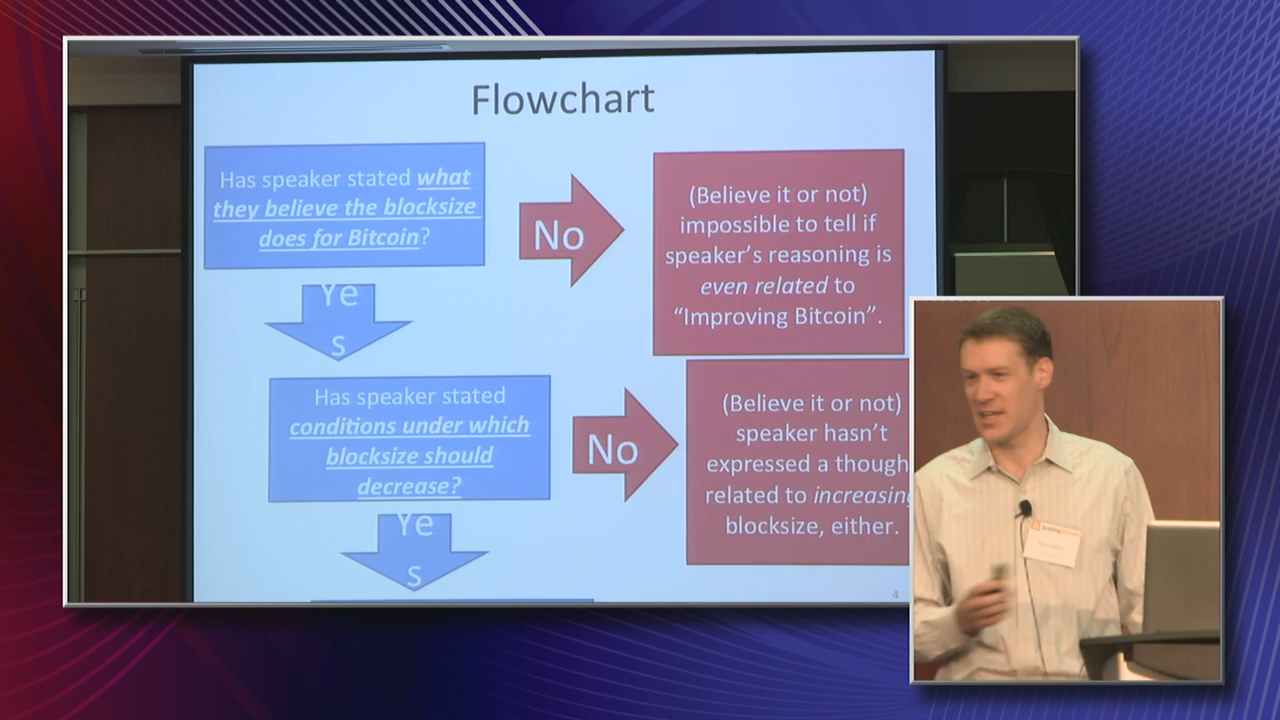 Flowchart
Has speaker stated what
they believe the blocksize
does for Bitcoin?
No
(Believe it or not)
impossible to tell if
speaker's reasoning is
even related to
"Improving Bitcoin".
Ye
s
Has speaker stated
conditions under which
blocksize should
decrease?
No
(Believe it or not)
speaker hasn't
expressed a though
related to increasing
blocksize, either.
Ye
s
4